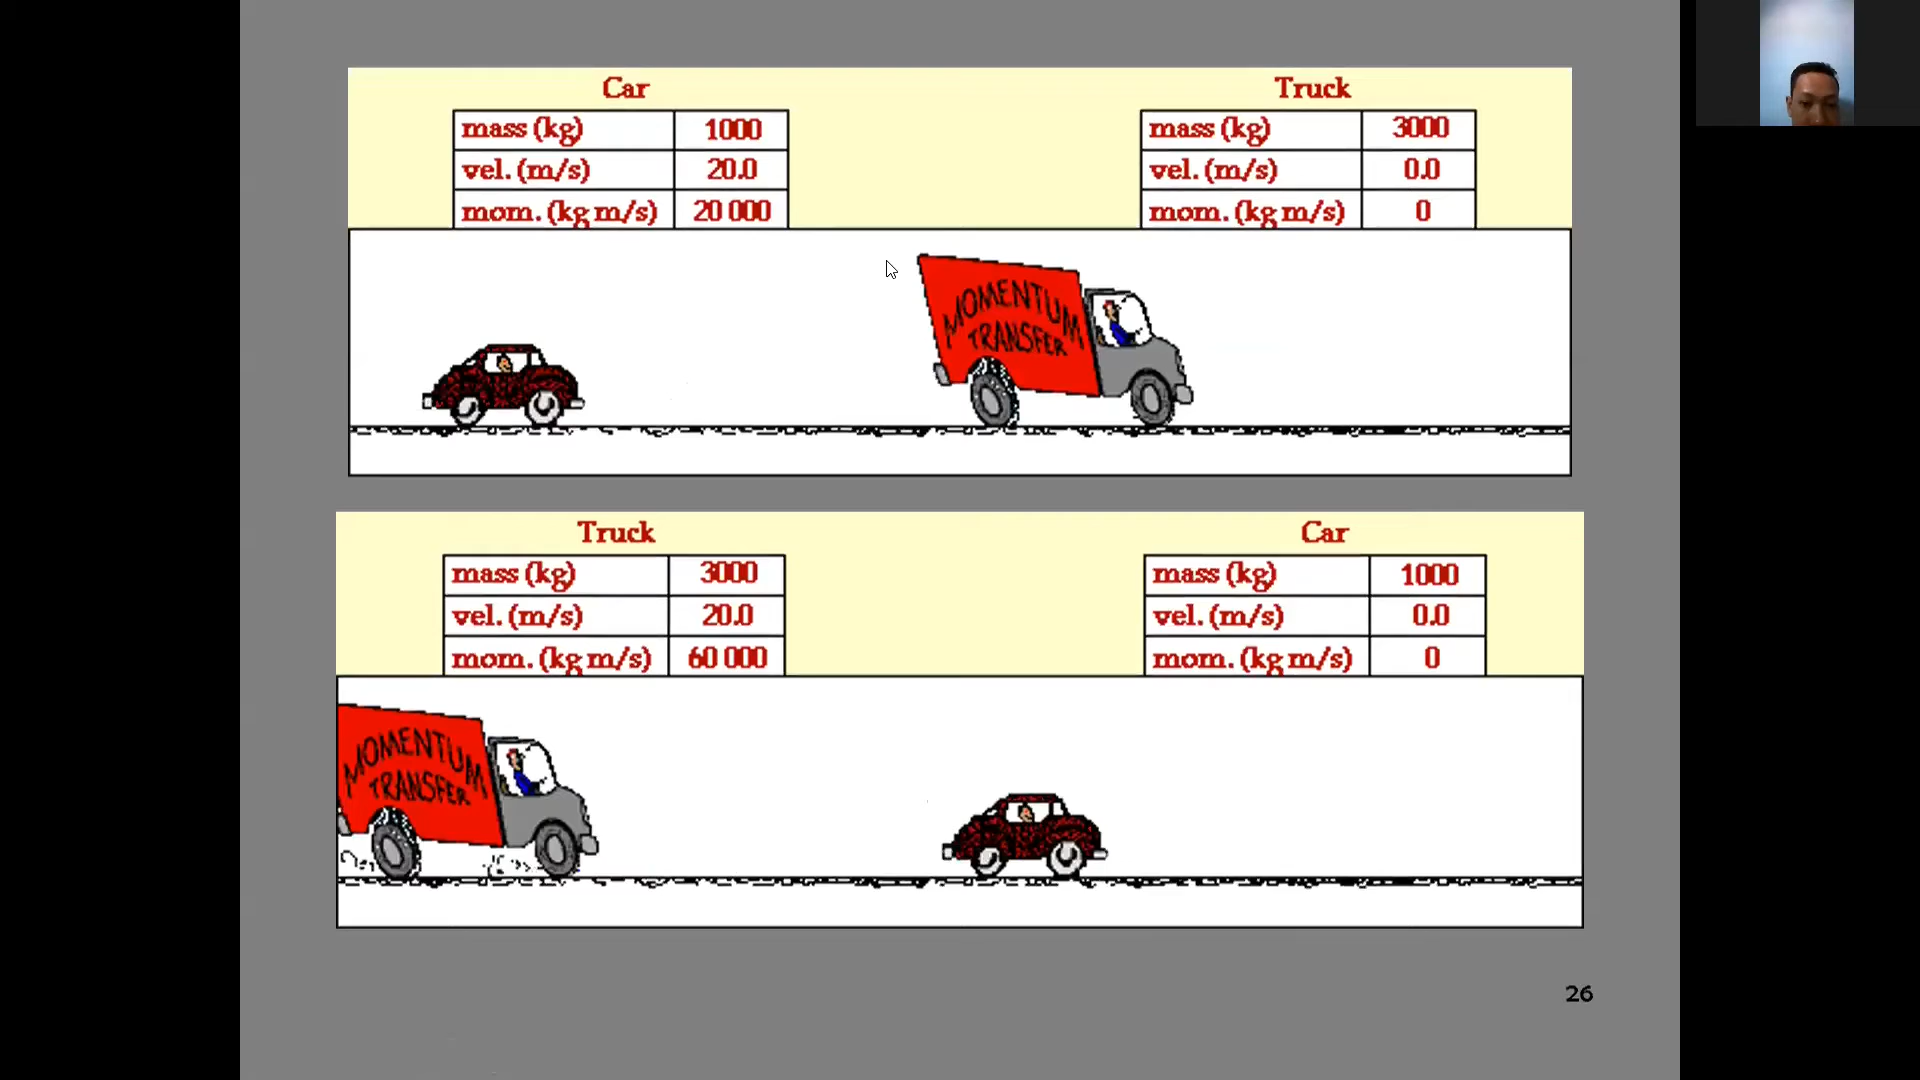 Car
Truck
mass (kg) 1000
mass (kg) 3000
vel. (m/s) 20.0
vel. (m/s) 0.0
mom. (kg m/s) 20 000
mom. (kg m/s) 0
MOMENTUM
TRANSFER
Truck
Car
mass (kg) 3000
mass (kg) 1000
vel. (m/s) 20.0
vel. (m/s) 0.0
mom. (kg m/s) 60 000
mom. (kg m/s) 0
MOMENTUM
TRANSFER
26